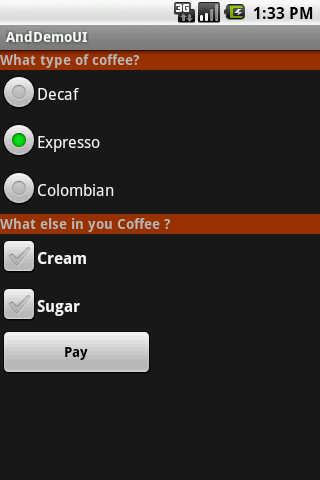 3G 1:33 PM
AndDemoUI
What type of coffee?
Decaf
Expresso
Colombian
What else in you Coffee ?
Cream
Sugar
Pay